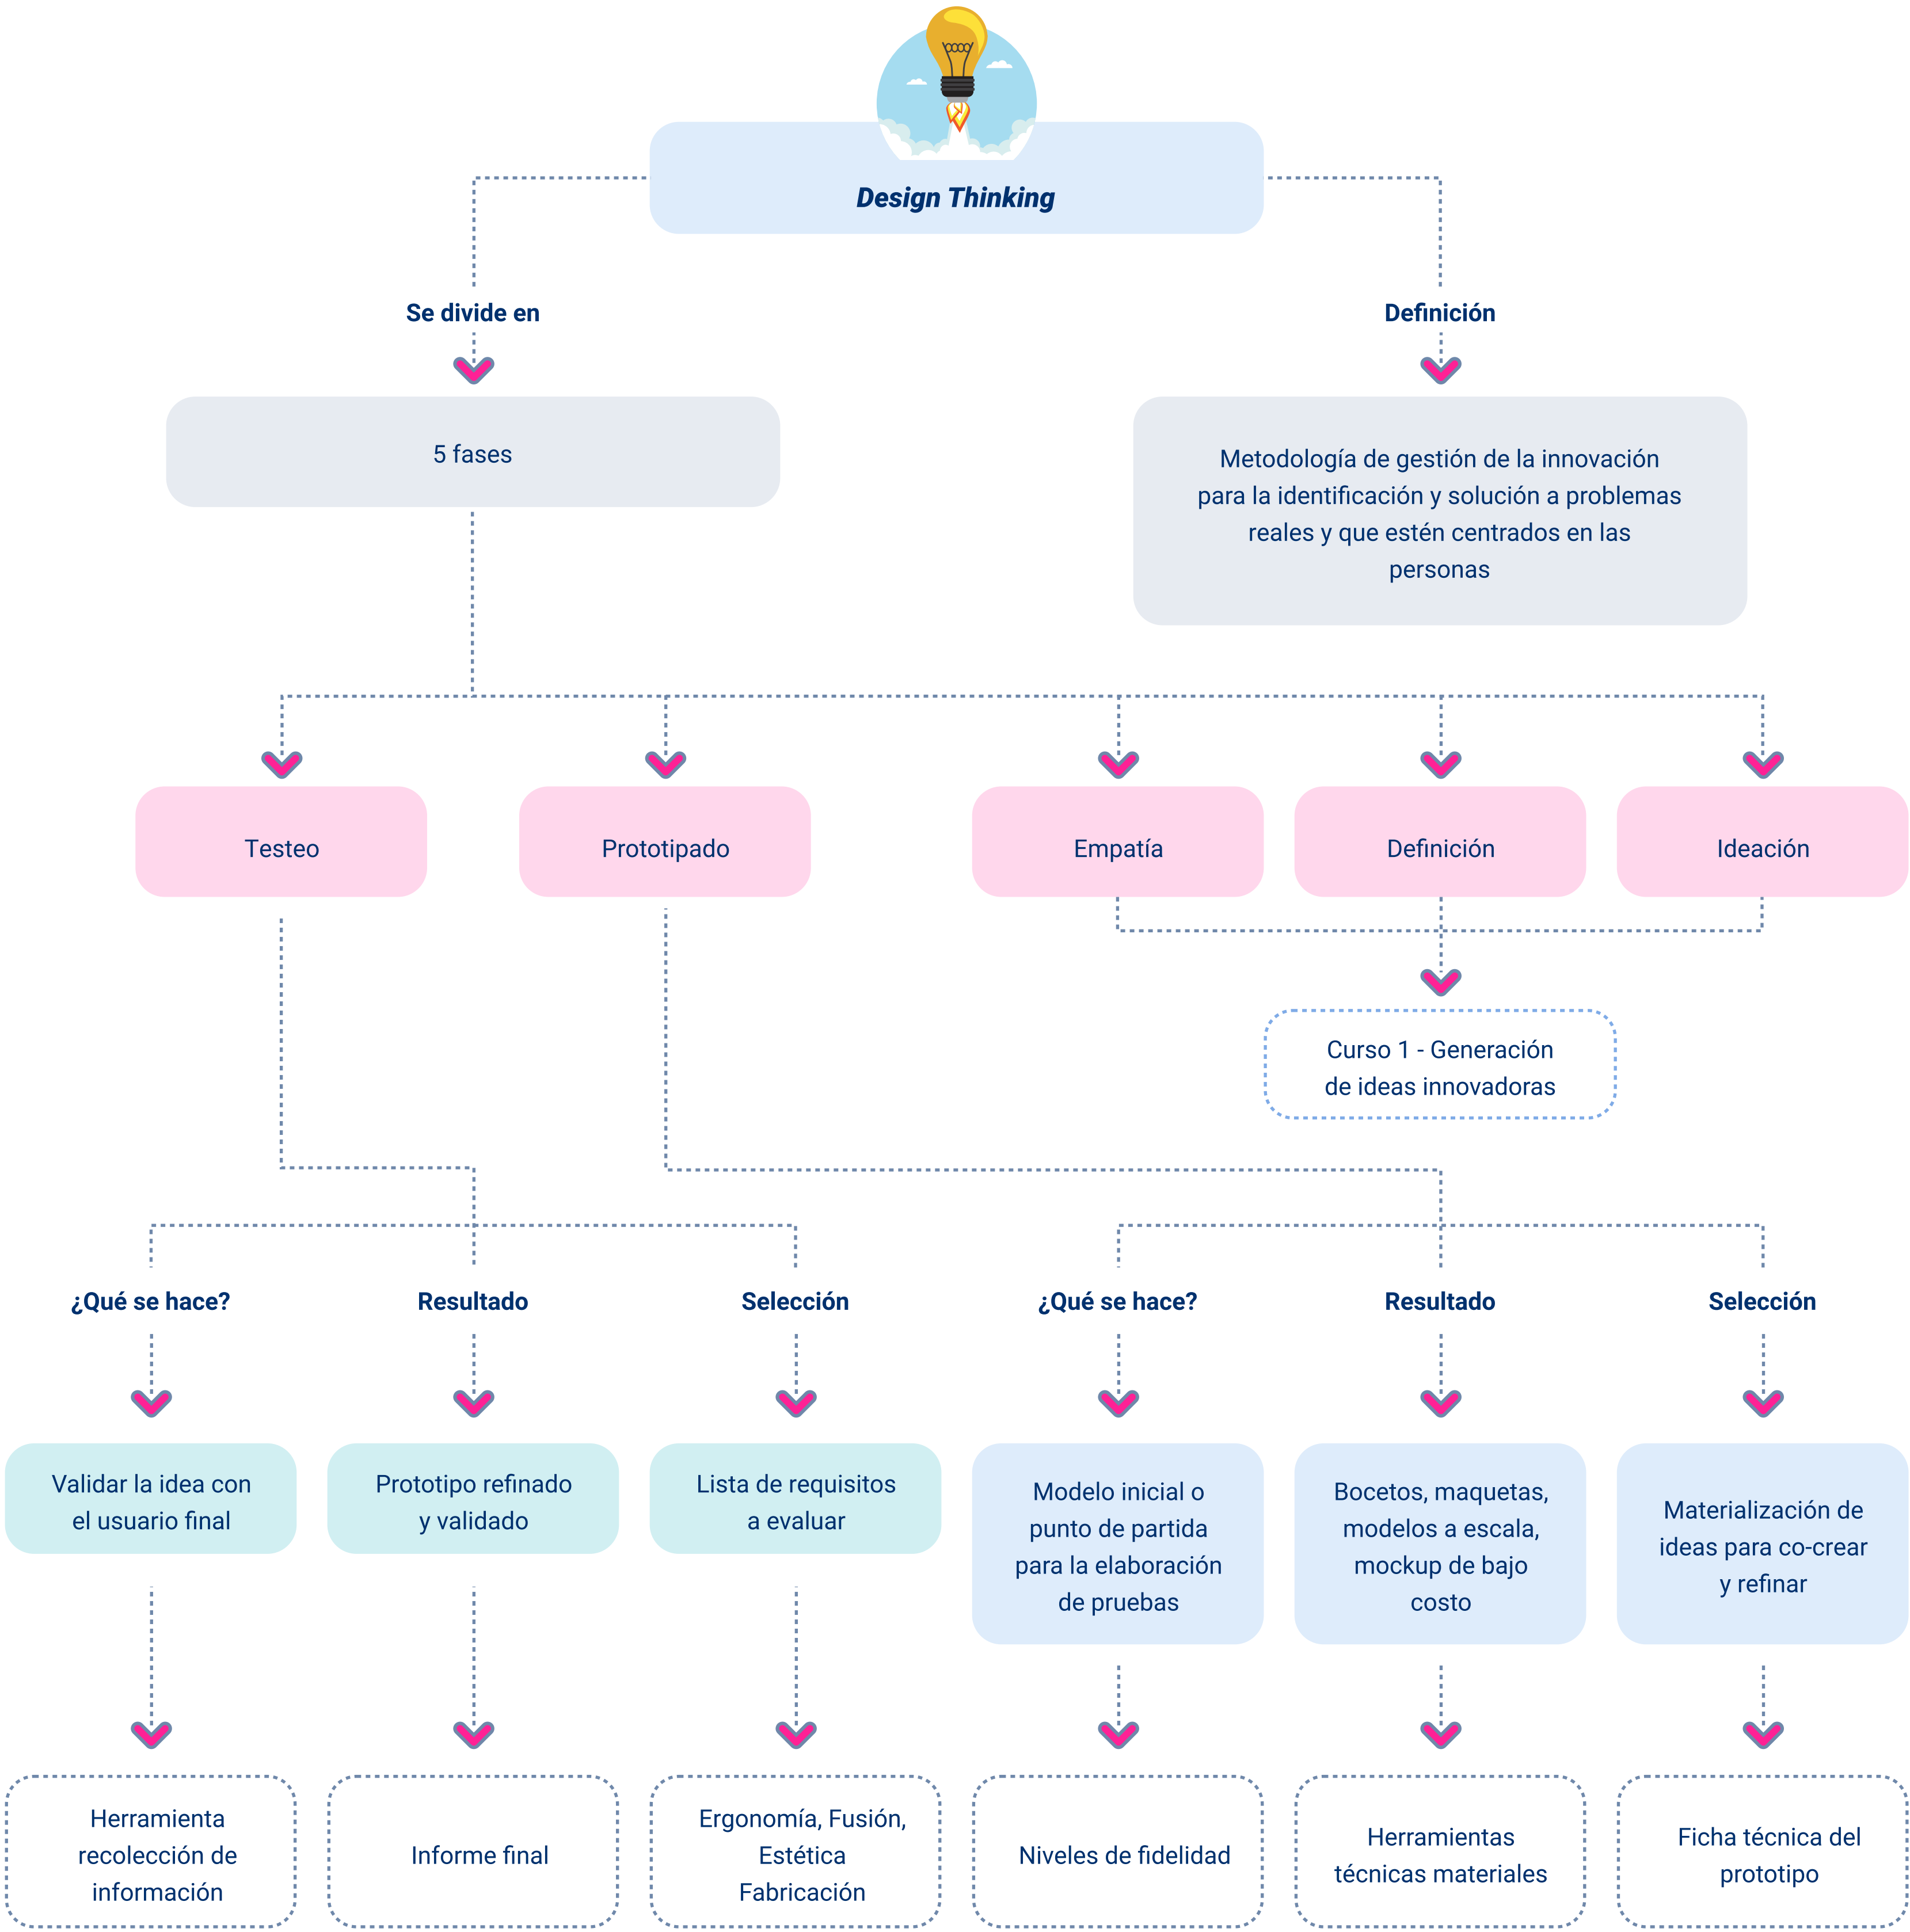 Design Thinking
Se divide en
Definición
5 fases
Metodología de gestión de la innovación
para la identificación y solución a problemas
reales y que estén centrados en las
personas
Testeo
Prototipado
Empatía
Definición
Ideación
Curso 1 - Generación
de ideas innovadoras
¿Qué se hace?
Resultado
Selección
¿Qué se hace?
Resultado
Selección
Validar la idea con
el usuario final
Prototipo refinado
y validado
Lista de requisitos
a evaluar
Modelo inicial o
punto de partida
para la elaboración
de pruebas
Bocetos, maquetas,
modelos a escala,
mockup de bajo
costo
Materialización de
ideas para co-crear
y refinar
Herramienta
recolección de
información
Informe final
Ergonomía, Fusión,
Estética
Fabricación
Niveles de fidelidad
Herramientas
técnicas materiales
Ficha técnica del
prototipo